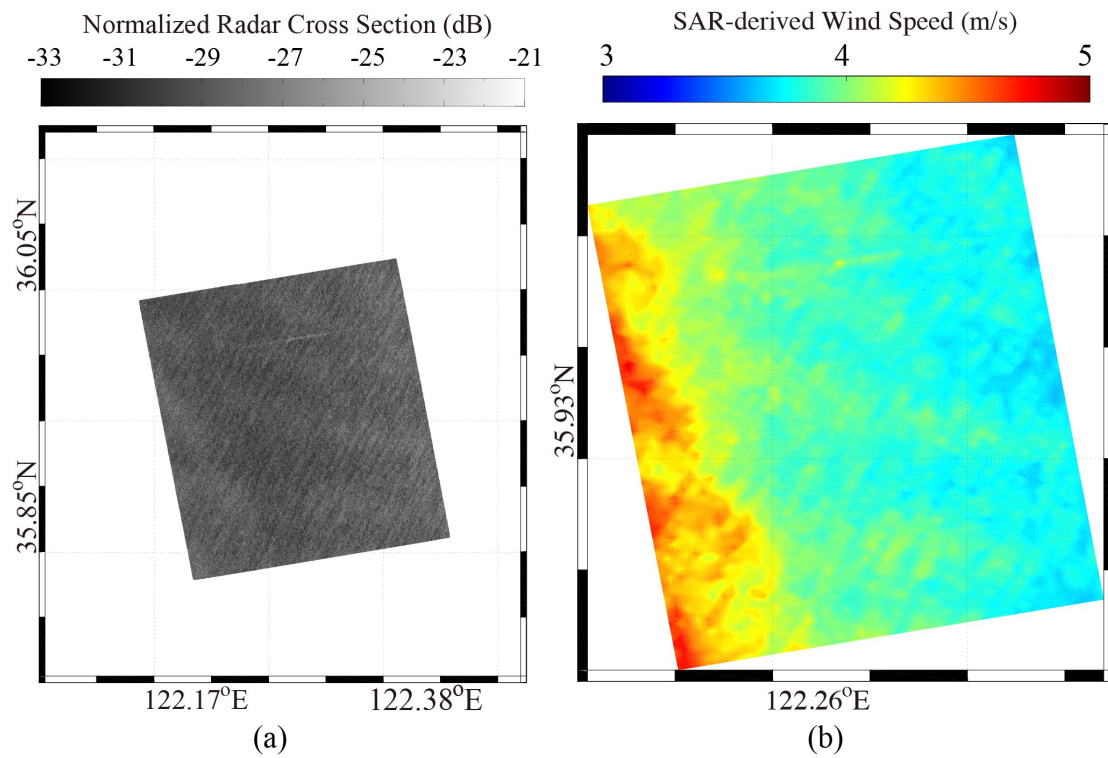 Normalized Radar Cross Section (dB)
-33 -31 -29 -27 -25 -23 -21
36.05°N
35.85°N
122.17°E 122.38°E
(a)
SAR-derived Wind Speed (m/s)
3 4 5
35.93°N
122.26°E
(b)